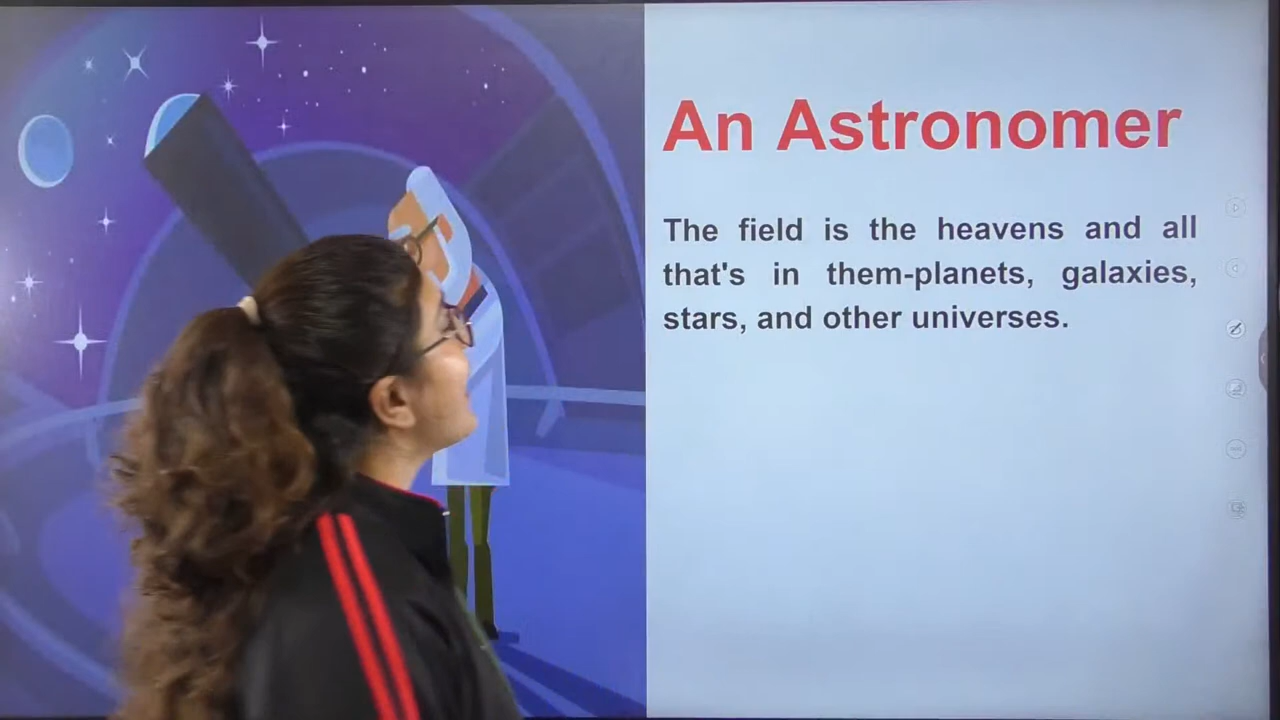 An Astronomer
The field is the heavens and all
that's in them-planets, galaxies,
stars, and other universes.